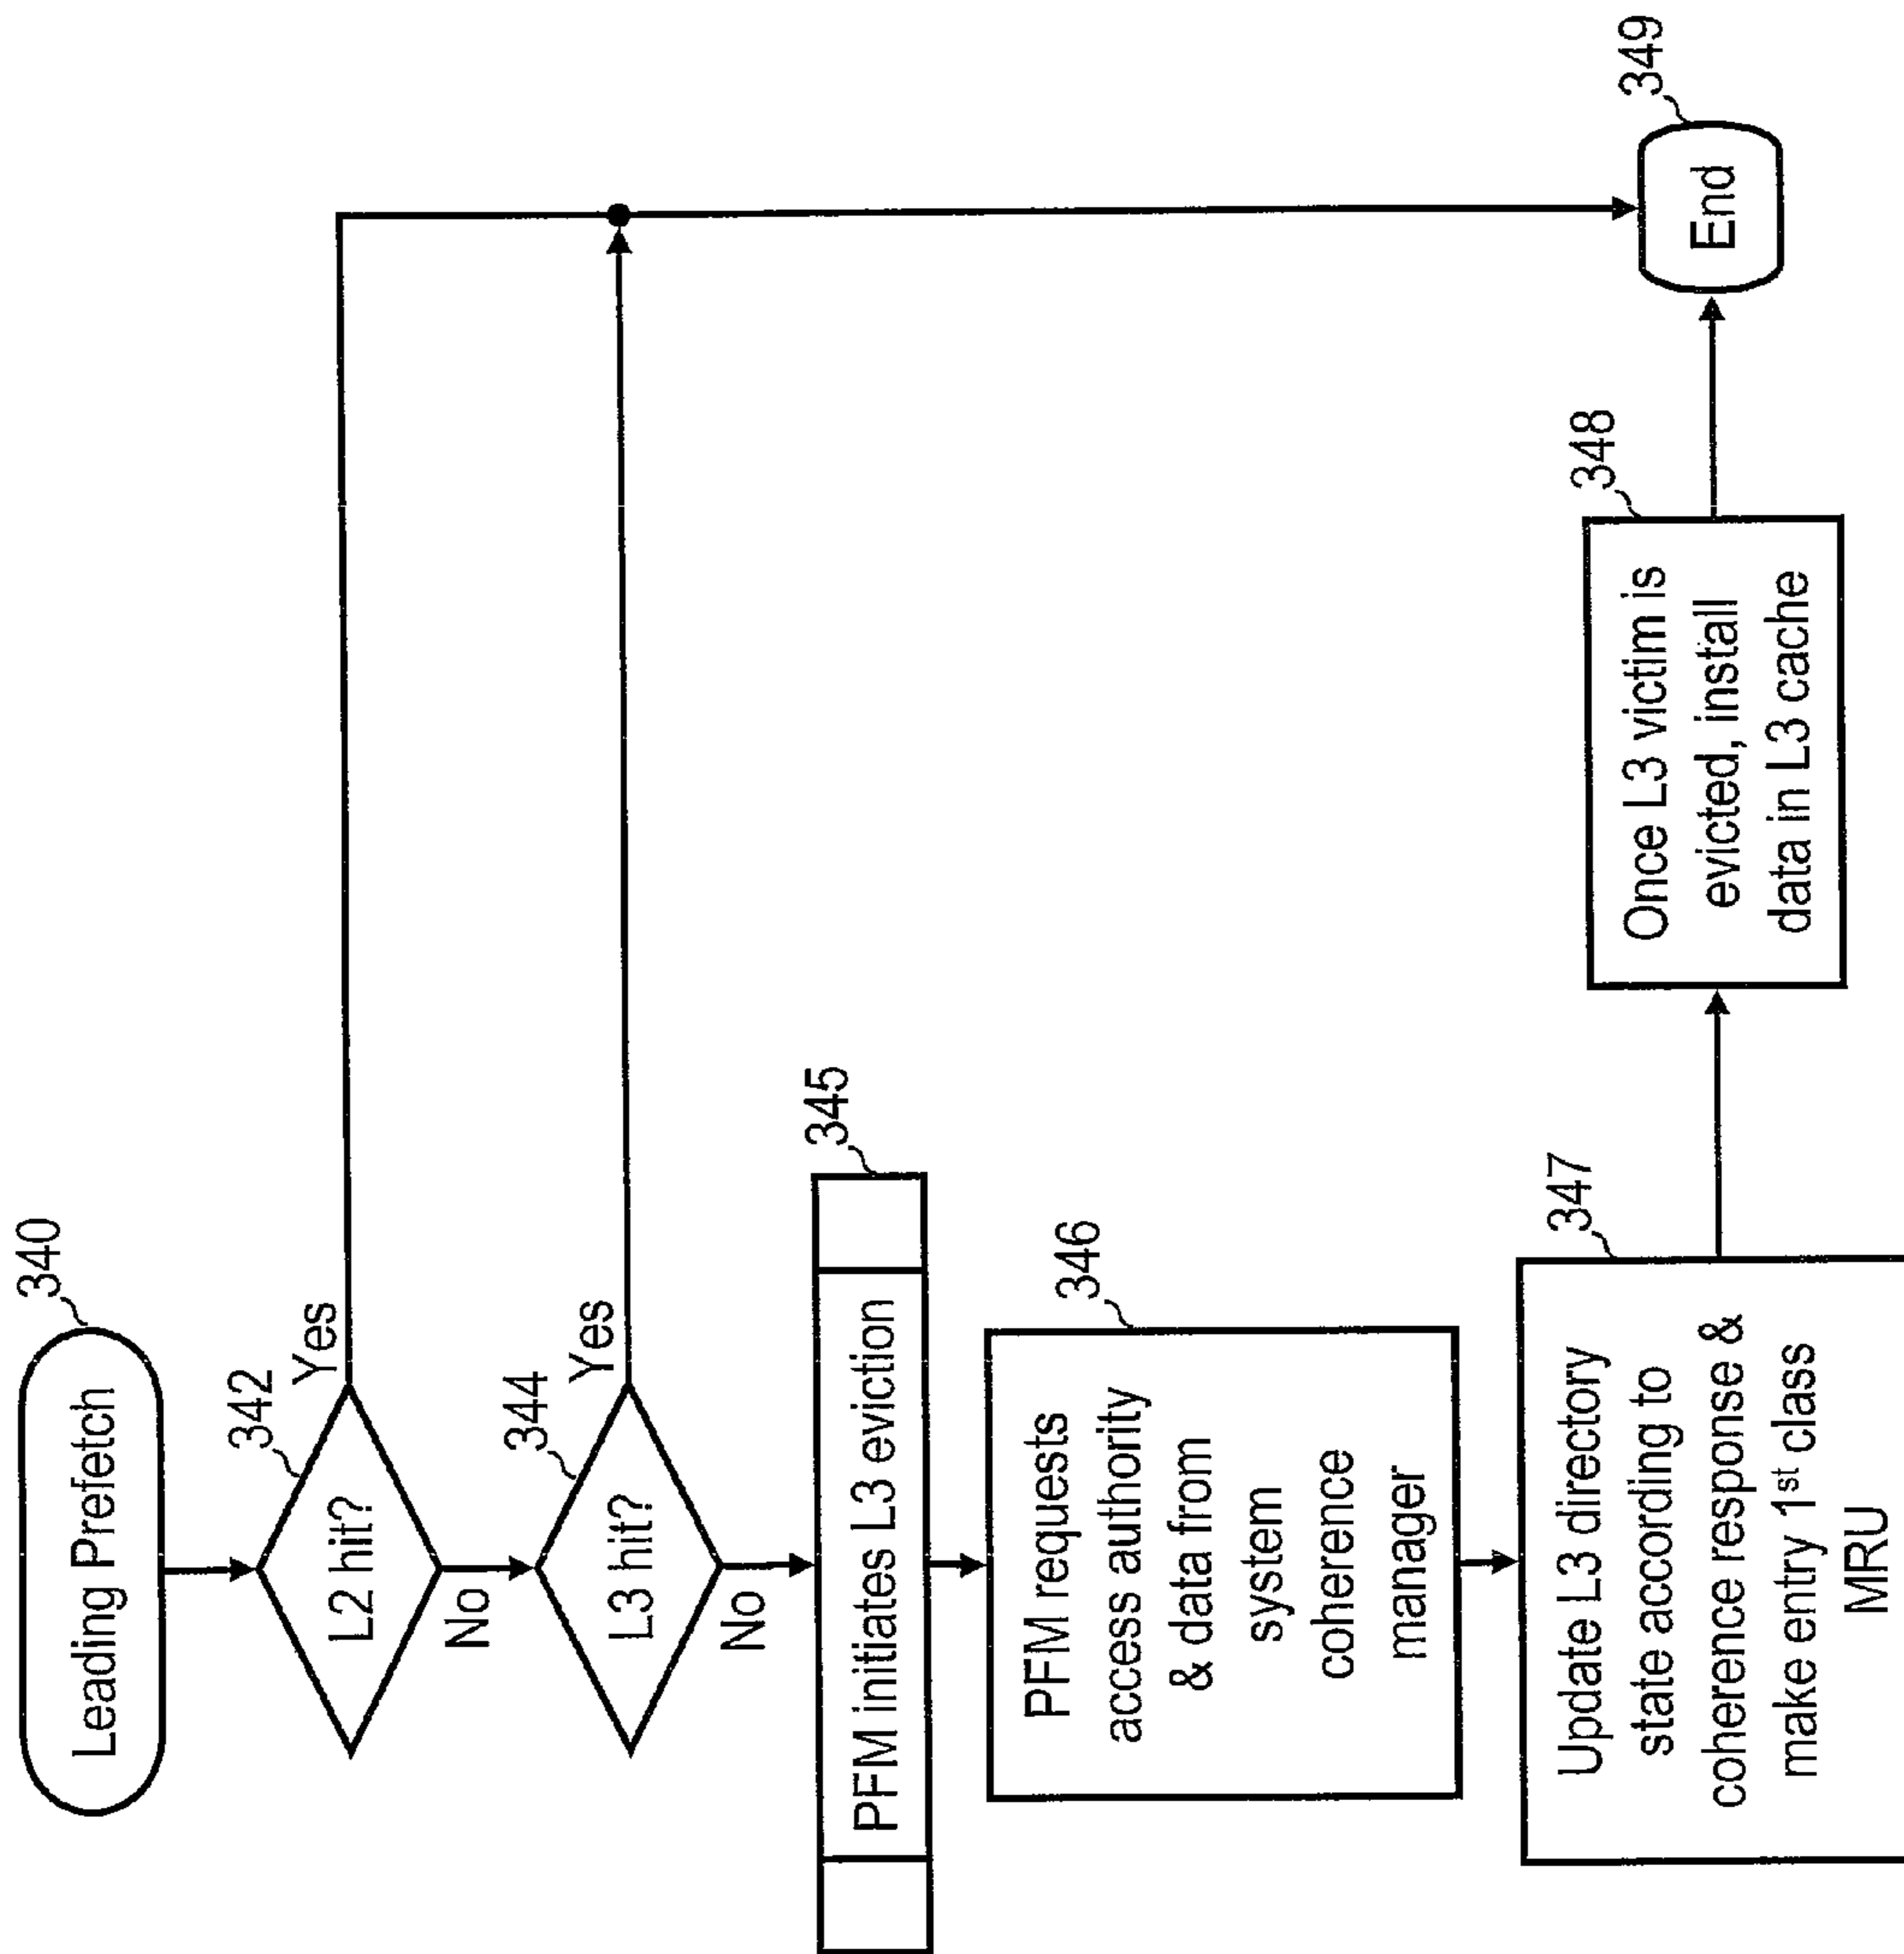 340
Leading Prefetch
342
L2 hit?
Yes
No
344
L3 hit?
Yes
No
345
PFM initiates L3 eviction
346
PFM requests
access authority
& data from
system
coherence
manager
347
Update L3 directory
state according to
coherence response &
make entry 1st class
MRU
348
Once L3 victim is
evicted, install
data in L3 cache
349
End